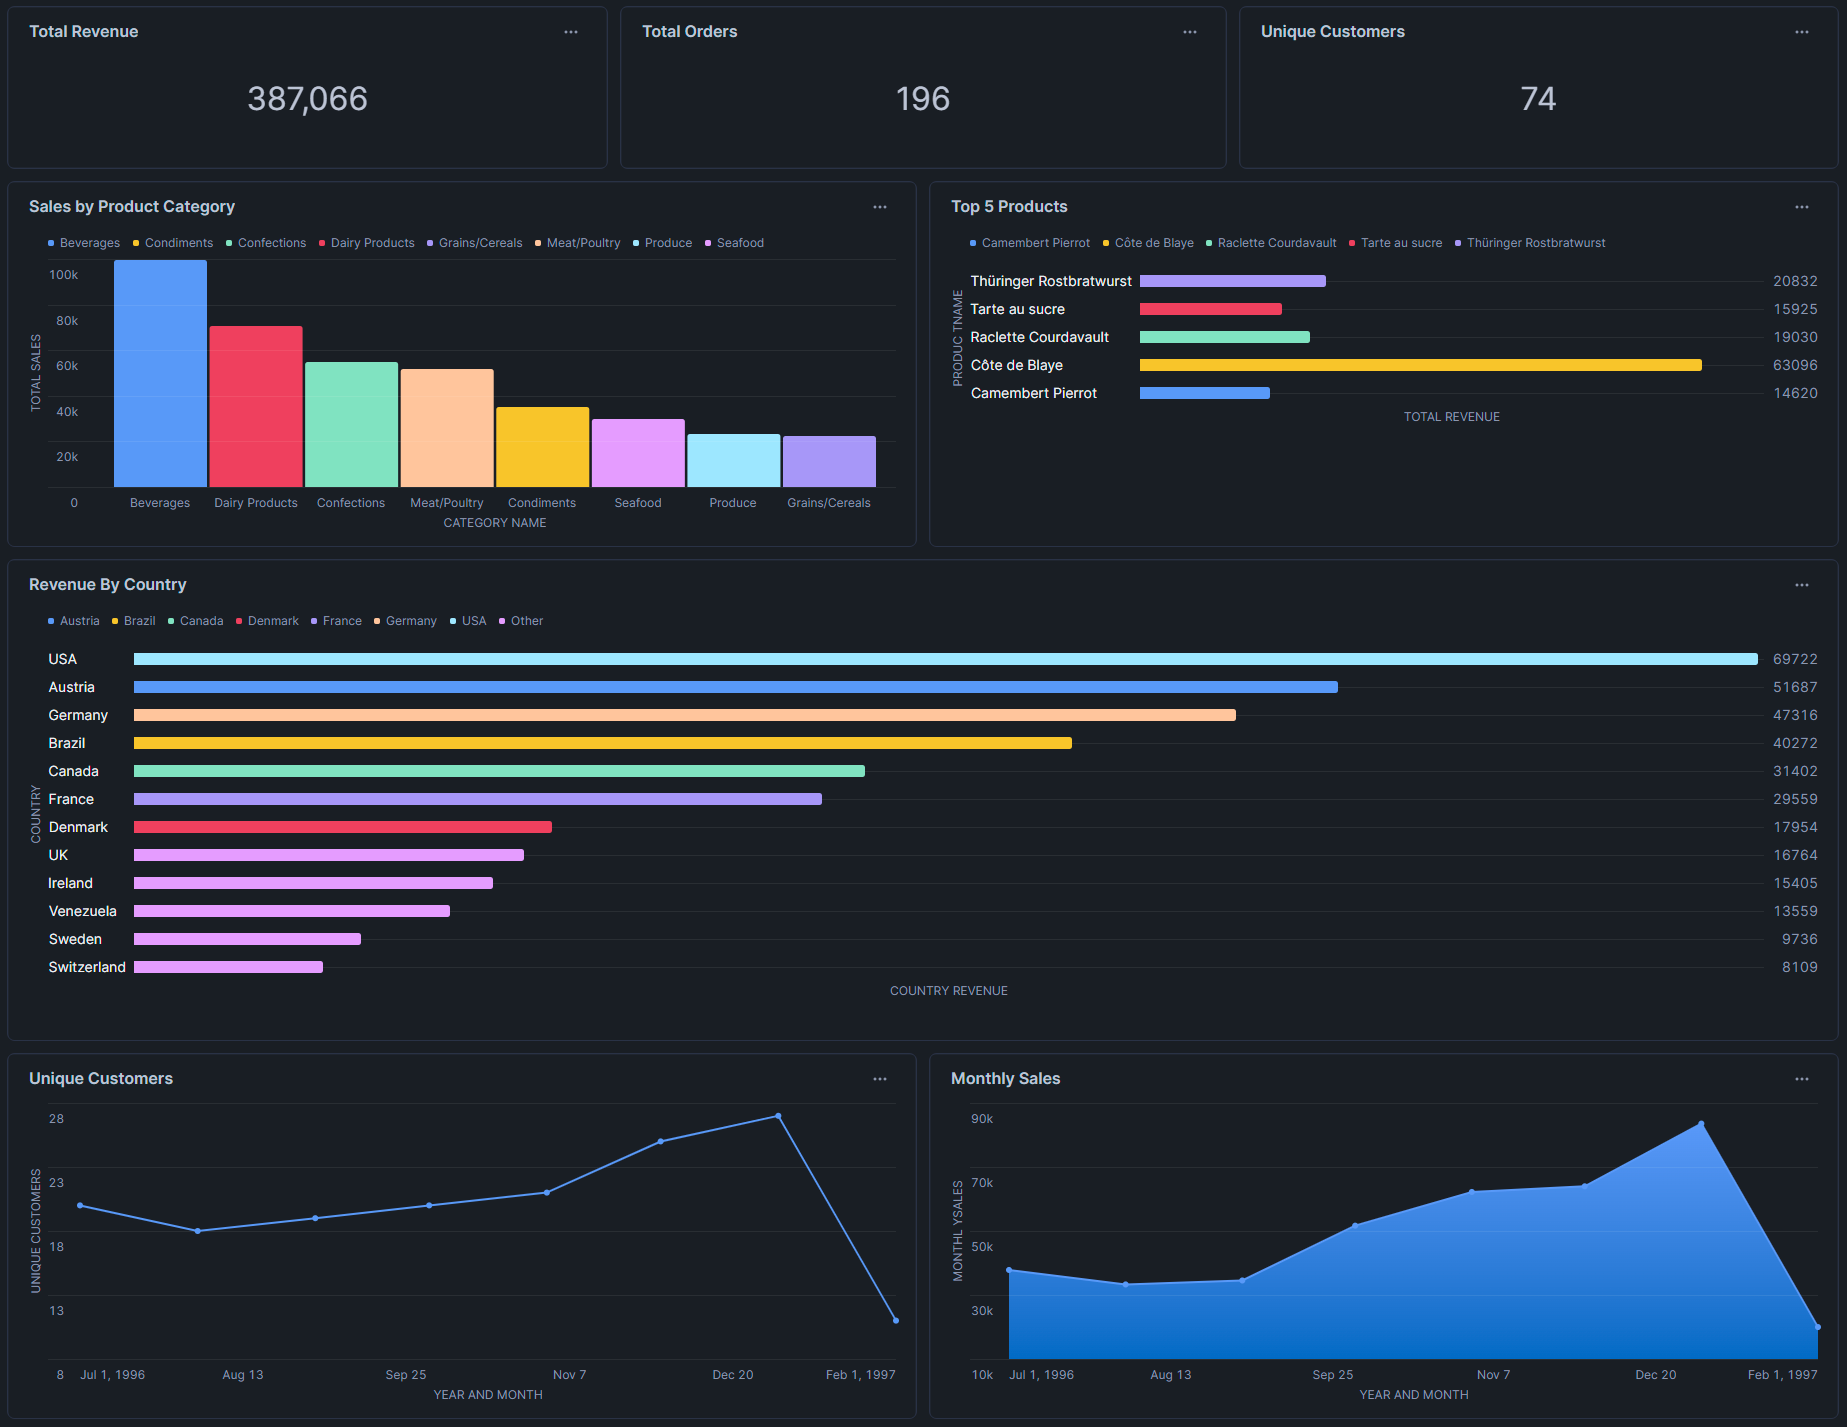 Total Revenue
387,066
Total Orders
196
Unique Customers
74
Sales by Product Category
Beverages Condiments Confections Dairy Products Grains/Cereals Meat/Poultry Produce Seafood
TOTAL SALES
100k
80k
60k
40k
20k
0
Beverages Dairy Products Confections Meat/Poultry Condiments Seafood Produce Grains/Cereals
CATEGORY NAME
Top 5 Products
Camembert Pierrot Côte de Blaye Raclette Courdavault Tarte au sucre Thüringer Rostbratwurst
PRODUC TNAME
Thüringer Rostbratwurst 20832
Tarte au sucre 15925
Raclette Courdavault 19030
Côte de Blaye 63096
Camembert Pierrot 14620
TOTAL REVENUE
Revenue By Country
Austria Brazil Canada Denmark France Germany USA Other
COUNTRY
USA 69722
Austria 51687
Germany 47316
Brazil 40272
Canada 31402
France 29559
Denmark 17954
UK 16764
Ireland 15405
Venezuela 13559
Sweden 9736
Switzerland 8109
COUNTRY REVENUE
Unique Customers
UNIQUE CUSTOMERS
28
23
18
13
8
Jul 1, 1996 Aug 13 Sep 25 Nov 7 Dec 20 Feb 1, 1997
YEAR AND MONTH
Monthly Sales
MONTHL YSALES
90k
70k
50k
30k
10k
Jul 1, 1996 Aug 13 Sep 25 Nov 7 Dec 20 Feb 1, 1997
YEAR AND MONTH